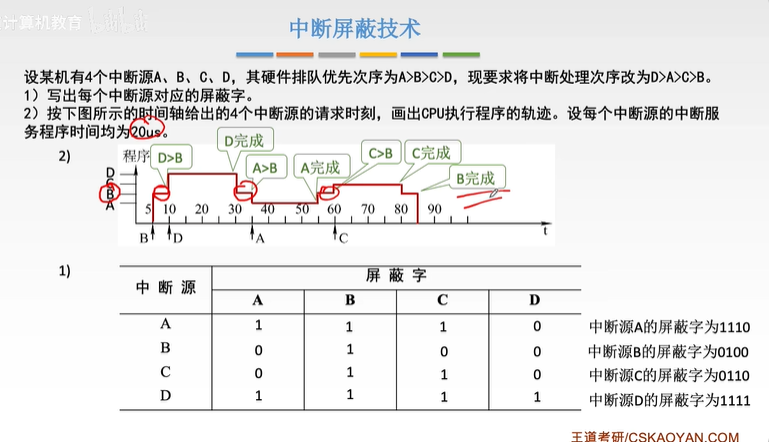 计算机教育
中断屏蔽技术
设某机有4个中断源A、B、C、D，其硬件排队优先次序为A>B>C>D，现要求将中断处理次序改为D>A>C>B。
1）写出每个中断源对应的屏蔽字。
2）按下图所示的时间轴给出的4个中断源的请求时刻，画出CPU执行程序的轨迹。设每个中断源的中断服
务程序时间均为20us。
2)
程序
D>B
D完成
A>B
A完成
C>B
C完成
B完成
D
C
B
A
5 10 20 30 40 50 60 70 80 90
B D A C t
1)
中断源 屏蔽字
A B C D
A 1 1 1 0 中断源A的屏蔽字为1110
B 0 1 0 0 中断源B的屏蔽字为0100
C 0 1 1 0 中断源C的屏蔽字为0110
D 1 1 1 1 中断源D的屏蔽字为1111
王道考研/CSKAOYAN.COM